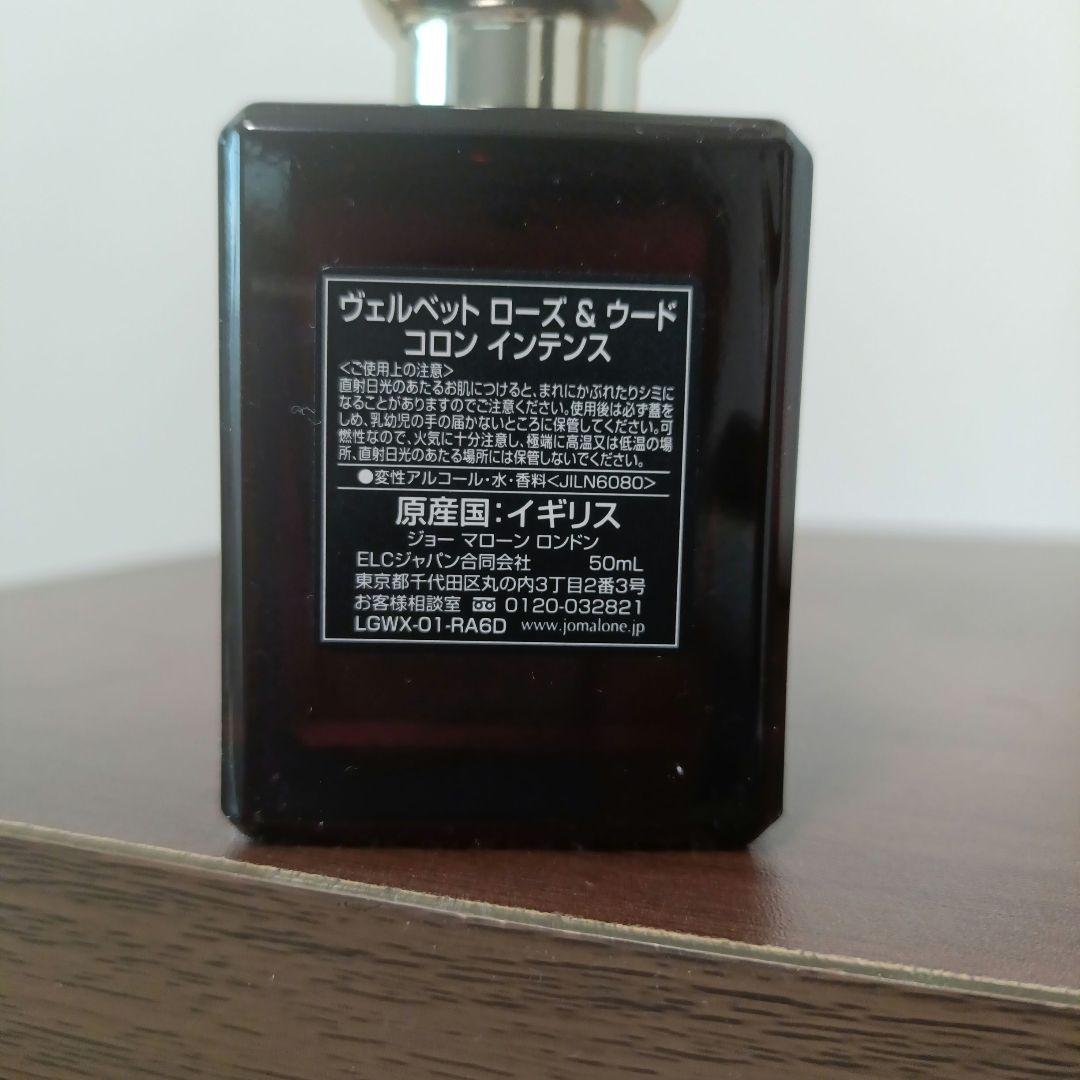 ヴェルベット ローズ & ウード
コロン インテンス
<ご使用上の注意>
直射日光のあたるお肌につけると、まれにかぶれたりシミに
なることがありますのでご注意ください。使用後は必ず蓋を
しめ、乳幼児の手の届かないところに保管してください。可
燃性なので、火気に十分注意し、極端に高温又は低温の場
所、直射日光のあたる場所には保管しないでください。
●変性アルコール・水・香料<JILN6080>
原産国:イギリス
ジョー マローン ロンドン
ELCジャパン合同会社 50mL
東京都千代田区丸の内3丁目2番3号
お客様相談室 0120-032821
LGWX-01-RA6D www.jomalone.jp